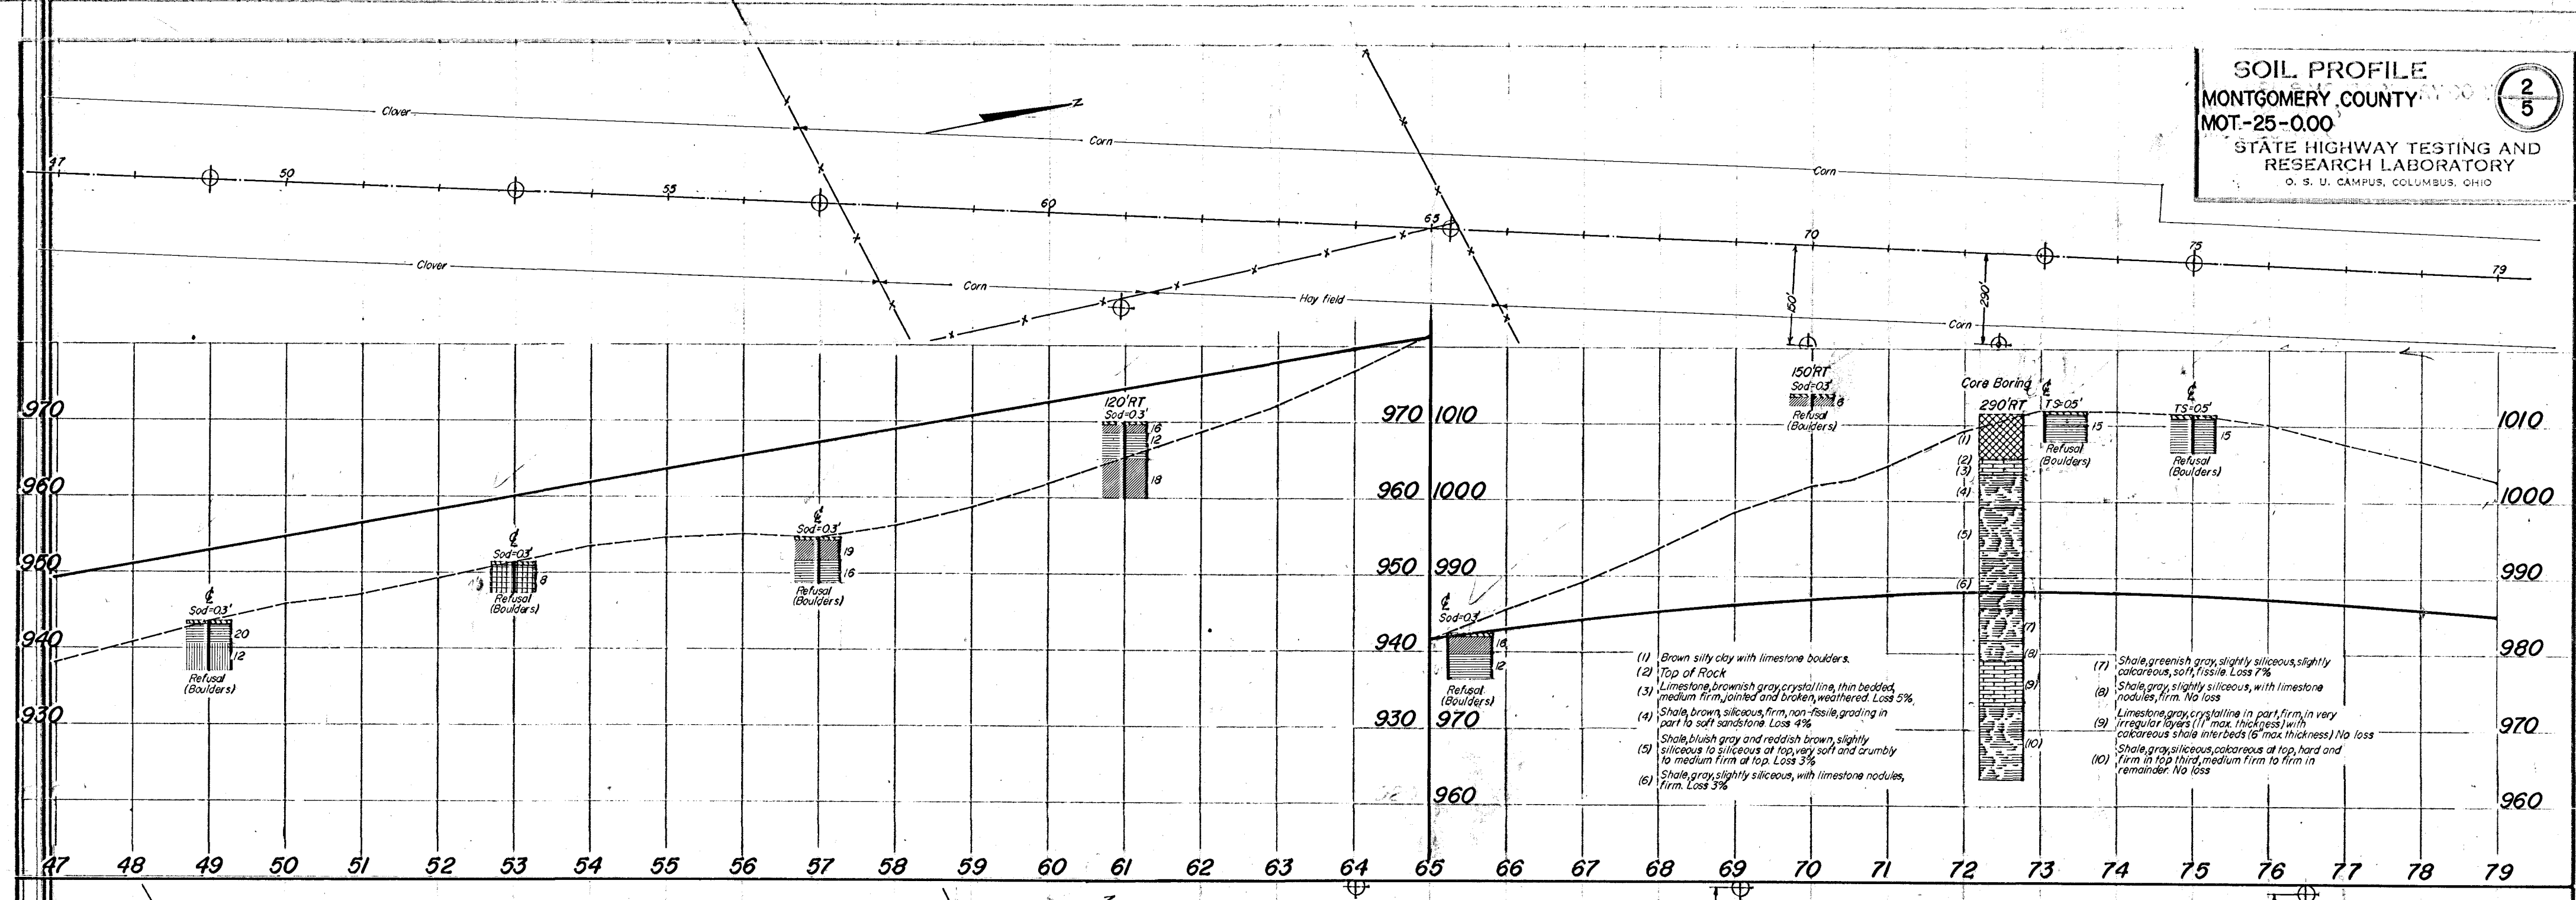 SOIL PROFILE
MONTGOMERY COUNTY
MOT.-25-0.00
2
5
STATE HIGHWAY TESTING AND
RESEARCH LABORATORY
O. S. U. CAMPUS, COLUMBUS, OHIO
Clover
Corn
Corn
N
47
50
55
60
65
70
75
79
Clover
Corn
Hay field
Corn
150'
290'
970
960
950
940
930
₵
Sod=0.3'
20
12
Refusal
(Boulders)
₵
Sod=0.3'
8
Refusal
(Boulders)
₵
Sod=0.3'
19
16
Refusal
(Boulders)
120'RT
Sod=0.3'
16
12
18
970 1010
960 1000
950 990
940
930 970
960
₵
Sod=0.3'
16
12
Refusal
(Boulders)
150'RT
Sod=0.3'
8
Refusal
(Boulders)
Core Boring
290'RT
(1)
(2)
(3)
(4)
(5)
(6)
(7)
(8)
(9)
(10)
₵
TS=0.5'
15
Refusal
(Boulders)
₵
TS=0.5'
15
Refusal
(Boulders)
1010
1000
990
980
970
960
(1) Brown silty clay with limestone boulders.
(2) Top of Rock
(3) Limestone, brownish gray, crystalline, thin bedded,
medium firm, jointed and broken, weathered. Loss 5%
(4) Shale, brown, siliceous, firm, non-fissile, grading in
part to soft sandstone. Loss 4%
(5) Shale, bluish gray and reddish brown, slightly
siliceous to siliceous at top, very soft and crumbly
to medium firm at top. Loss 3%
(6) Shale, gray, slightly siliceous, with limestone nodules,
firm. Loss 3%
(7) Shale, greenish gray, slightly siliceous, slightly
calcareous, soft, fissile. Loss 7%
(8) Shale, gray, slightly siliceous, with limestone
nodules, firm. No loss
(9) Limestone, gray, crystalline in part, firm, in very
irregular layers (11" max. thickness) with
calcareous shale interbeds (6" max. thickness) No loss
(10) Shale, gray, siliceous, calcareous at top, hard and
firm in top third, medium firm to firm in
remainder. No loss
47 48 49 50 51 52 53 54 55 56 57 58 59 60 61 62 63 64 65 66 67 68 69 70 71 72 73 74 75 76 77 78 79